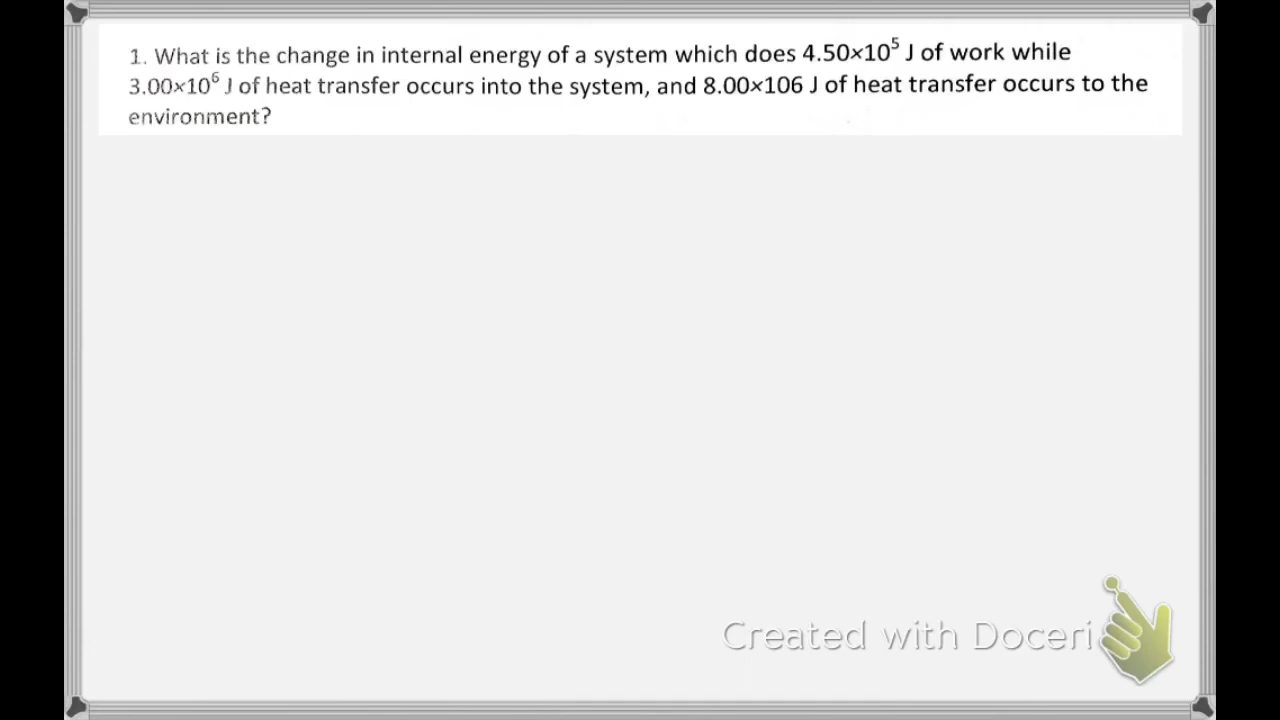 1. What is the change in internal energy of a system which does 4.50×10⁵ J of work while
3.00×10⁶ J of heat transfer occurs into the system, and 8.00×106 J of heat transfer occurs to the
environment?
Created with Doceri